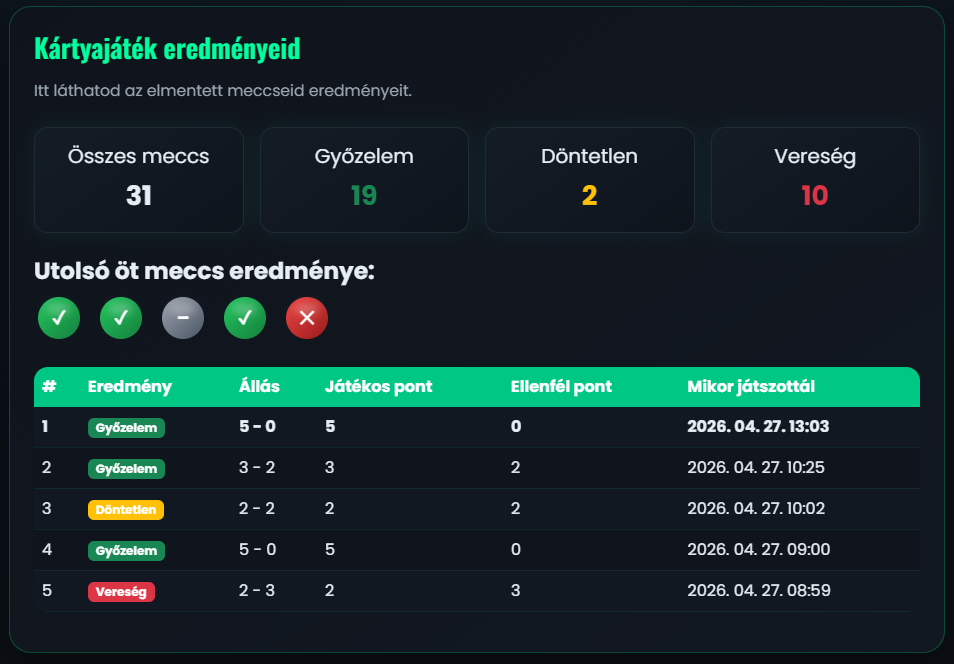 Kártyajáték eredményeid
Itt láthatod az elmentett meccseid eredményeit.
Összes meccs Győzelem Döntetlen Vereség
31 19 2 10
Utolsó öt meccs eredménye:
# Eredmény Állás Játékos pont Ellenfél pont Mikor játszottál
1 Győzelem 5 - 0 5 0 2026. 04. 27. 13:03
2 Győzelem 3 - 2 3 2 2026. 04. 27. 10:25
3 Döntetlen 2 - 2 2 2 2026. 04. 27. 10:02
4 Győzelem 5 - 0 5 0 2026. 04. 27. 09:00
5 Vereség 2 - 3 2 3 2026. 04. 27. 08:59